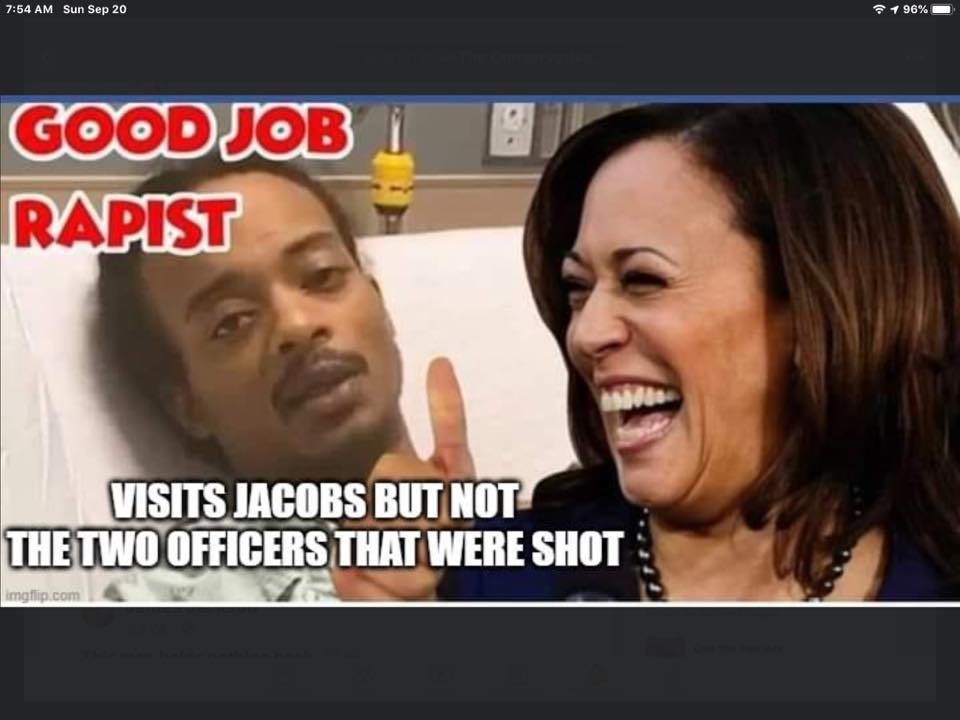 7:54 AM Sun Sep 20
96%
GOOD JOB
RAPIST
VISITS JACOBS BUT NOT
THE TWO OFFICERS THAT WERE SHOT
imgflip.com